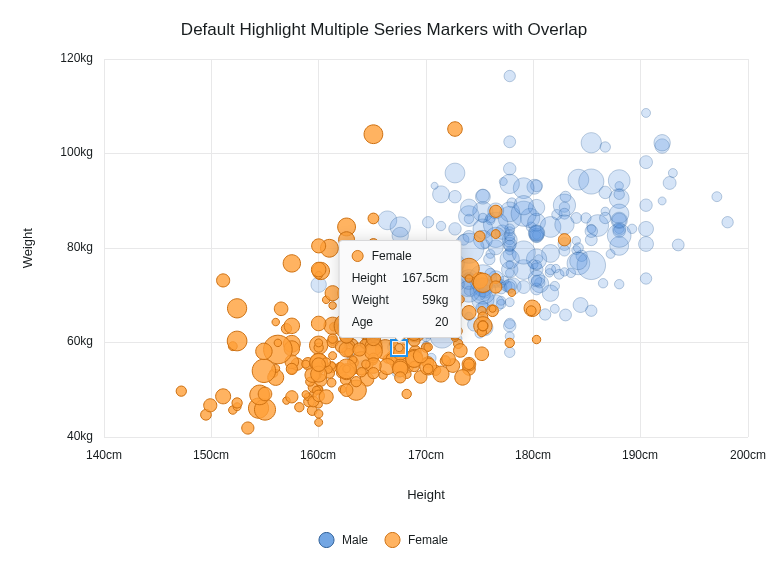 Default Highlight Multiple Series Markers with Overlap
120kg
100kg
80kg
60kg
40kg
Weight
Female
Height 167.5cm
Weight 59kg
Age 20
140cm 150cm 160cm 170cm 180cm 190cm 200cm
Height
Male Female